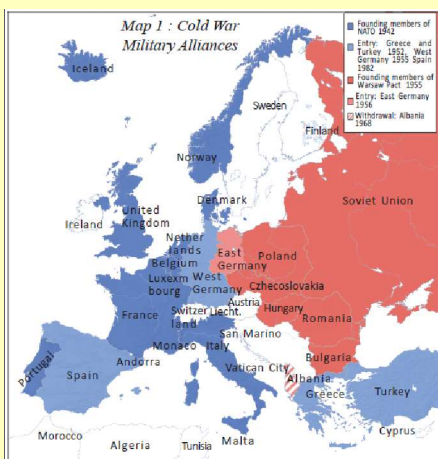 Map 1 : Cold War
Military Alliances
Founding members of
NATO 1942
Entry: Greece and
Turkey 1952, West
Germany 1955 Spain
1982
Founding members of
Warsaw Pact 1955
Entry: East Germany
1956
Withdrawal: Albania
1968
Iceland
Sweden
Finland
Norway
Soviet Union
Denmark
Ireland
United
Kingdom
Nether
lands
Belgium
East
Germany
Poland
Luxexm
bourg
West
Germany
Czhecoslovakia
Austria
Hungary
France
Switzer
land
Liecht.
Romania
San Marino
Monaco
Italy
Bulgaria
Andorra
Portugal
Spain
Vatican City
Albania
Greece
Turkey
Morocco
Algeria
Tunisia
Malta
Cyprus